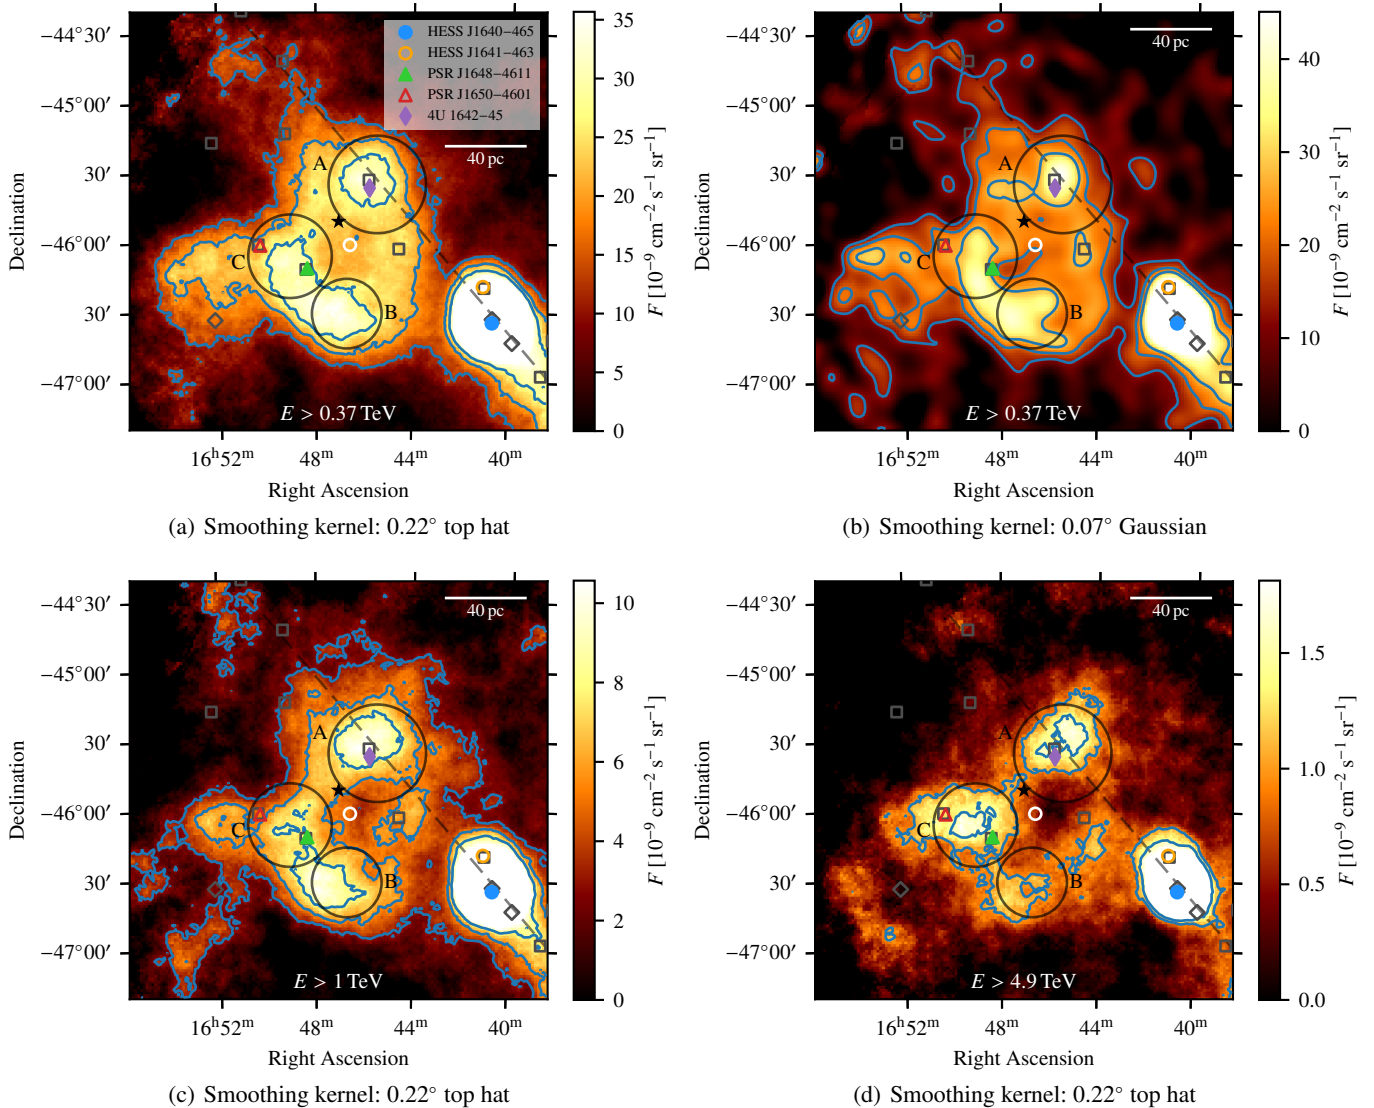 −44°30′
−45°00′
30′
−46°00′
30′
−47°00′
Declination
HESS J1640−465
HESS J1641−463
PSR J1648−4611
PSR J1650−4601
4U 1642−45
40 pc
A
B
C
E > 0.37 TeV
16ʰ52ᵐ
48ᵐ
44ᵐ
40ᵐ
Right Ascension
35
30
25
20
15
10
5
0
F [10⁻⁹ cm⁻² s⁻¹ sr⁻¹]
(a) Smoothing kernel: 0.22° top hat
−44°30′
−45°00′
30′
−46°00′
30′
−47°00′
Declination
40 pc
A
B
C
E > 0.37 TeV
16ʰ52ᵐ
48ᵐ
44ᵐ
40ᵐ
Right Ascension
40
30
20
10
0
F [10⁻⁹ cm⁻² s⁻¹ sr⁻¹]
(b) Smoothing kernel: 0.07° Gaussian
−44°30′
−45°00′
30′
−46°00′
30′
−47°00′
Declination
40 pc
A
B
C
E > 1 TeV
16ʰ52ᵐ
48ᵐ
44ᵐ
40ᵐ
Right Ascension
10
8
6
4
2
0
F [10⁻⁹ cm⁻² s⁻¹ sr⁻¹]
(c) Smoothing kernel: 0.22° top hat
−44°30′
−45°00′
30′
−46°00′
30′
−47°00′
Declination
40 pc
A
B
C
E > 4.9 TeV
16ʰ52ᵐ
48ᵐ
44ᵐ
40ᵐ
Right Ascension
1.5
1.0
0.5
0.0
F [10⁻⁹ cm⁻² s⁻¹ sr⁻¹]
(d) Smoothing kernel: 0.22° top hat